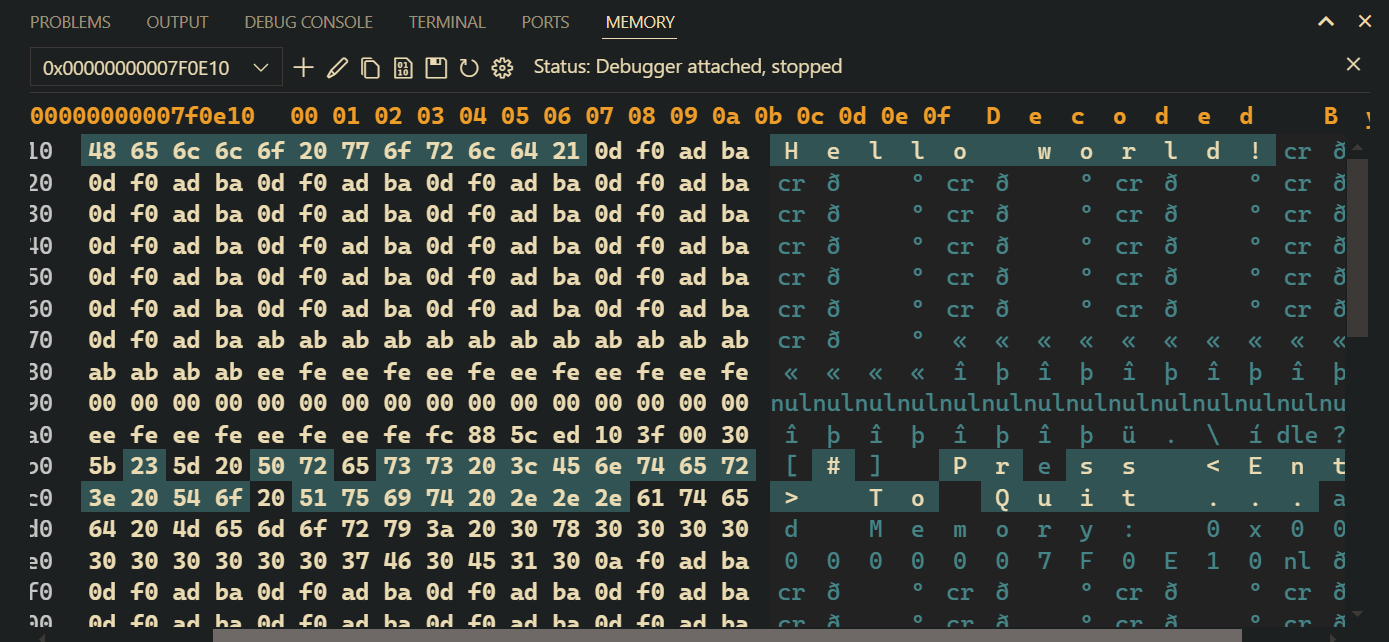 PROBLEMS OUTPUT DEBUG CONSOLE TERMINAL PORTS MEMORY
0x00000000007F0E10 Status: Debugger attached, stopped
00000000007f0e10 00 01 02 03 04 05 06 07 08 09 0a 0b 0c 0d 0e 0f D e c o d e d B y
10 48 65 6c 6c 6f 20 77 6f 72 6c 64 21 0d f0 ad ba H e l l o w o r l d ! cr ð
20 0d f0 ad ba 0d f0 ad ba 0d f0 ad ba 0d f0 ad ba cr ð ° cr ð ° cr ð ° cr ð
30 0d f0 ad ba 0d f0 ad ba 0d f0 ad ba 0d f0 ad ba cr ð ° cr ð ° cr ð ° cr ð
40 0d f0 ad ba 0d f0 ad ba 0d f0 ad ba 0d f0 ad ba cr ð ° cr ð ° cr ð ° cr ð
50 0d f0 ad ba 0d f0 ad ba 0d f0 ad ba 0d f0 ad ba cr ð ° cr ð ° cr ð ° cr ð
60 0d f0 ad ba 0d f0 ad ba 0d f0 ad ba 0d f0 ad ba cr ð ° cr ð ° cr ð ° cr ð
70 0d f0 ad ba ab ab ab ab ab ab ab ab ab ab ab ab cr ð ° « « « « « « « « « «
80 ab ab ab ab ee fe ee fe ee fe ee fe ee fe ee fe « « « « î þ î þ î þ î þ î þ
90 00 00 00 00 00 00 00 00 00 00 00 00 00 00 00 00 nul nul nul nul nul nul nul nul nul nul nul nul nul nu
a0 ee fe ee fe ee fe ee fe fc 88 5c ed 10 3f 00 30 î þ î þ î þ î þ ü . \ í dle ?
b0 5b 23 5d 20 50 72 65 73 73 20 3c 45 6e 74 65 72 [ # ] P r e s s < E n t
c0 3e 20 54 6f 20 51 75 69 74 20 2e 2e 2e 61 74 65 > T o Q u i t . . . a
d0 64 20 4d 65 6d 6f 72 79 3a 20 30 78 30 30 30 30 d M e m o r y : 0 x 0 0
e0 30 30 30 30 30 30 37 46 30 45 31 30 0a f0 ad ba 0 0 0 0 0 0 7 F 0 E 1 0 nl ð
f0 0d f0 ad ba 0d f0 ad ba 0d f0 ad ba 0d f0 ad ba cr ð ° cr ð ° cr ð ° cr ð
00 0d f0 ad ba 0d f0 ad ba 0d f0 ad ba 0d f0 ad ba cr ð ° cr ð ° cr ð ° cr ð